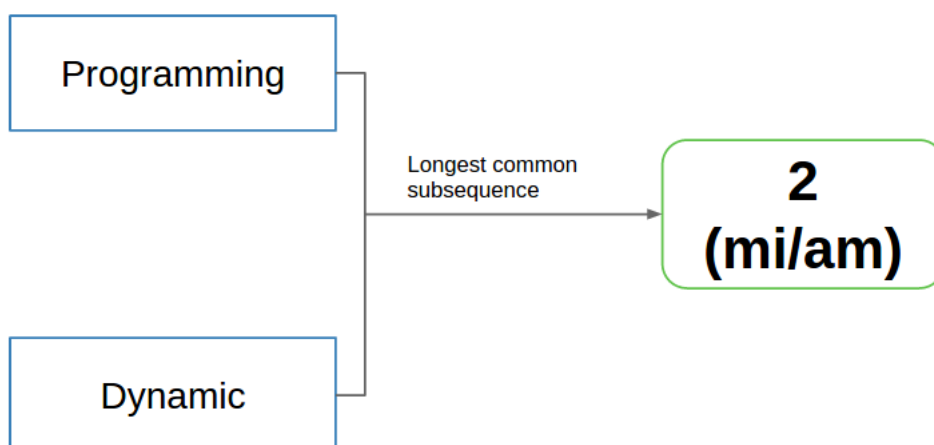 Programming
Longest common
subsequence
2
(mi/am)
Dynamic